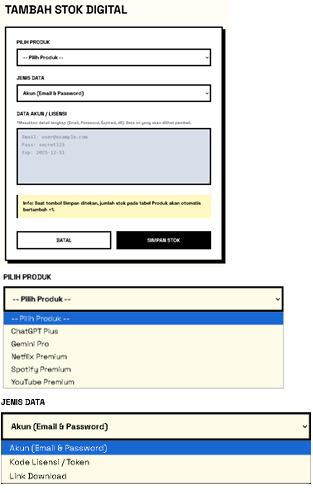 TAMBAH STOK DIGITAL
PILIH PRODUK
-- Pilih Produk --
JENIS DATA
Akun (Email & Password)
DATA AKUN / LISENSI
*Masukkan detail lengkap (Email, Password, Expired, dll). Data ini yang akan dilihat pembeli.
Email: user@example.com
Pass: secret123
Exp: 2025-12-31
Info: Saat tombol Simpan ditekan, jumlah stok pada tabel Produk akan otomatis
bertambah +1.
BATAL
SIMPAN STOK
PILIH PRODUK
-- Pilih Produk --
-- Pilih Produk --
ChatGPT Plus
Gemini Pro
Netflix Premium
Spotify Premium
YouTube Premium
JENIS DATA
Akun (Email & Password)
Akun (Email & Password)
Kode Lisensi / Token
Link Download